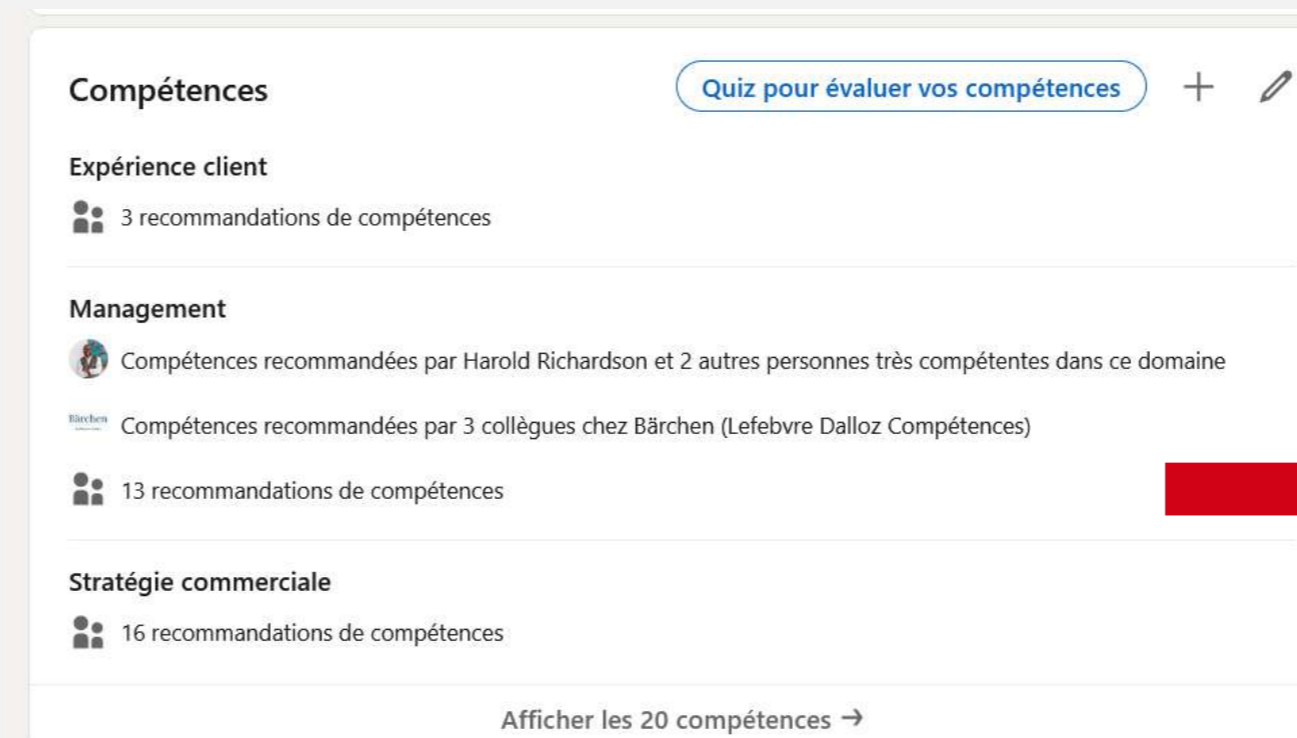 Compétences
Quiz pour évaluer vos compétences
Expérience client
3 recommandations de compétences
Management
Compétences recommandées par Harold Richardson et 2 autres personnes très compétentes dans ce domaine
Bärchen
Compétences recommandées par 3 collègues chez Bärchen (Lefebvre Dalloz Compétences)
13 recommandations de compétences
Stratégie commerciale
16 recommandations de compétences
Afficher les 20 compétences →